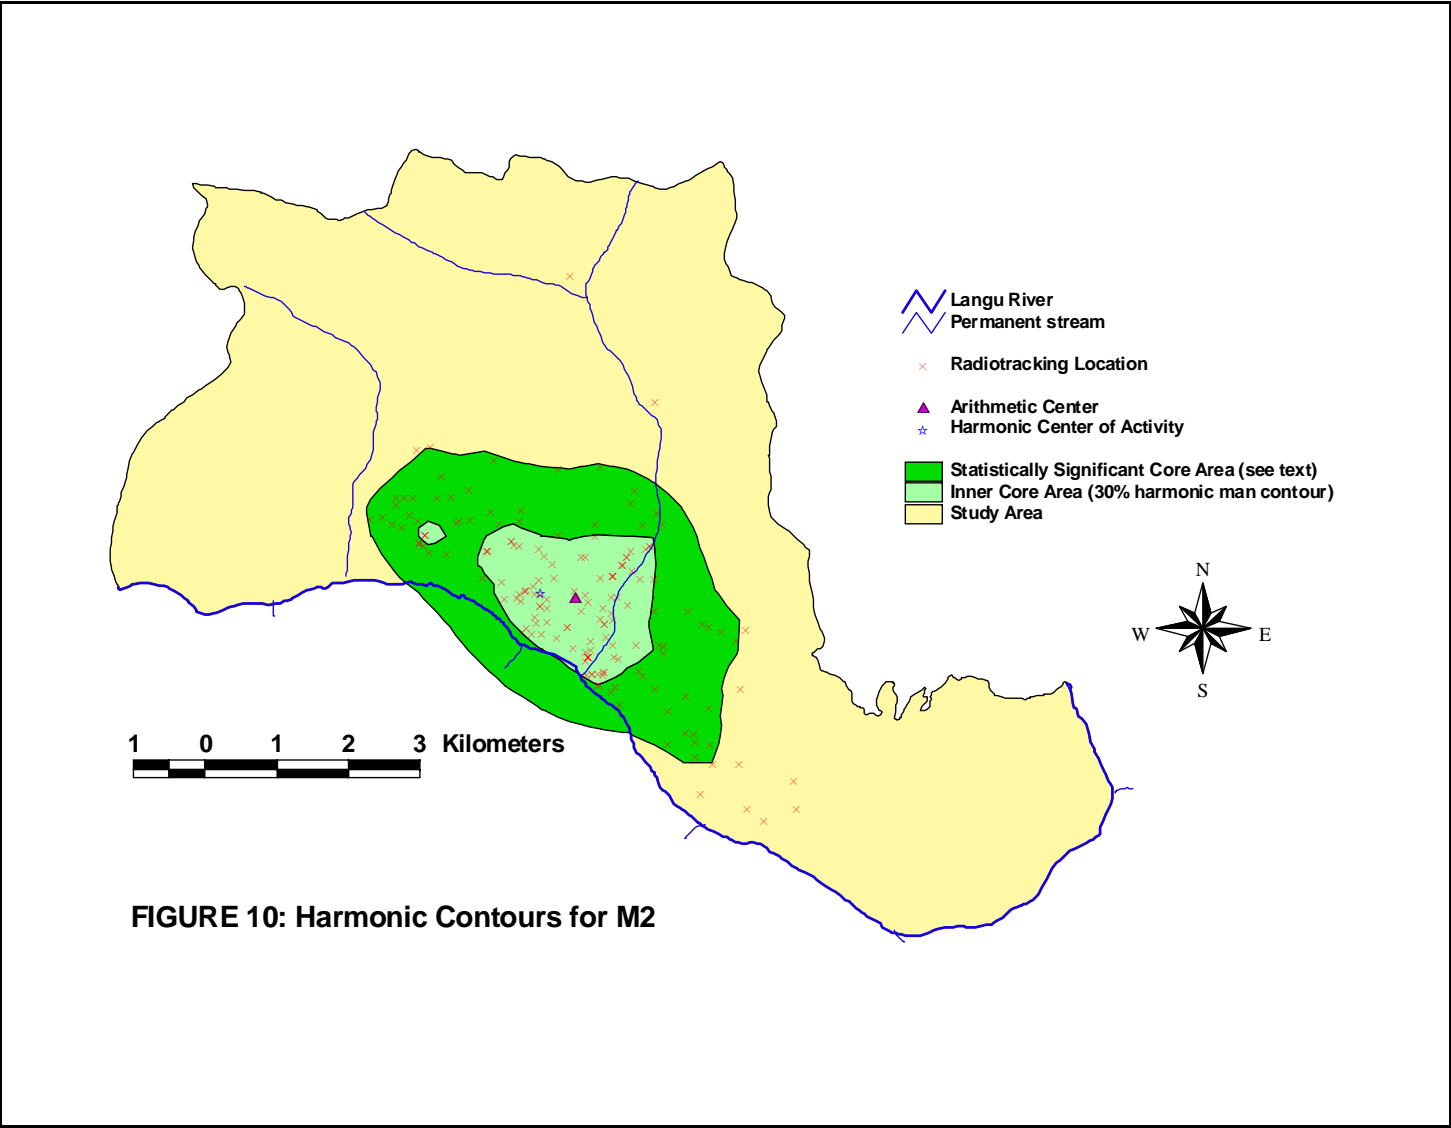 Langu River
Permanent stream
Radiotracking Location
Arithmetic Center
Harmonic Center of Activity
Statistically Significant Core Area (see text)
Inner Core Area (30% harmonic man contour)
Study Area
N
W E
S
1 0 1 2 3 Kilometers
FIGURE 10: Harmonic Contours for M2